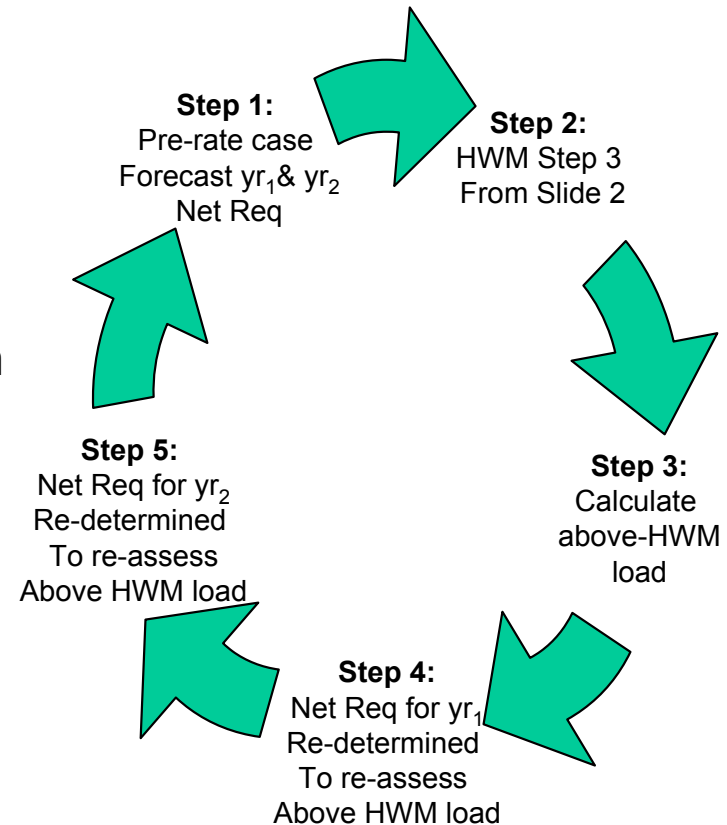 Step 1:
Pre-rate case
Forecast yr₁& yr₂
Net Req
Step 2:
HWM Step 3
From Slide 2
Step 3:
Calculate
above-HWM
load
Step 4:
Net Req for yr₁
Re-determined
To re-assess
Above HWM load
Step 5:
Net Req for yr₂
Re-determined
To re-assess
Above HWM load